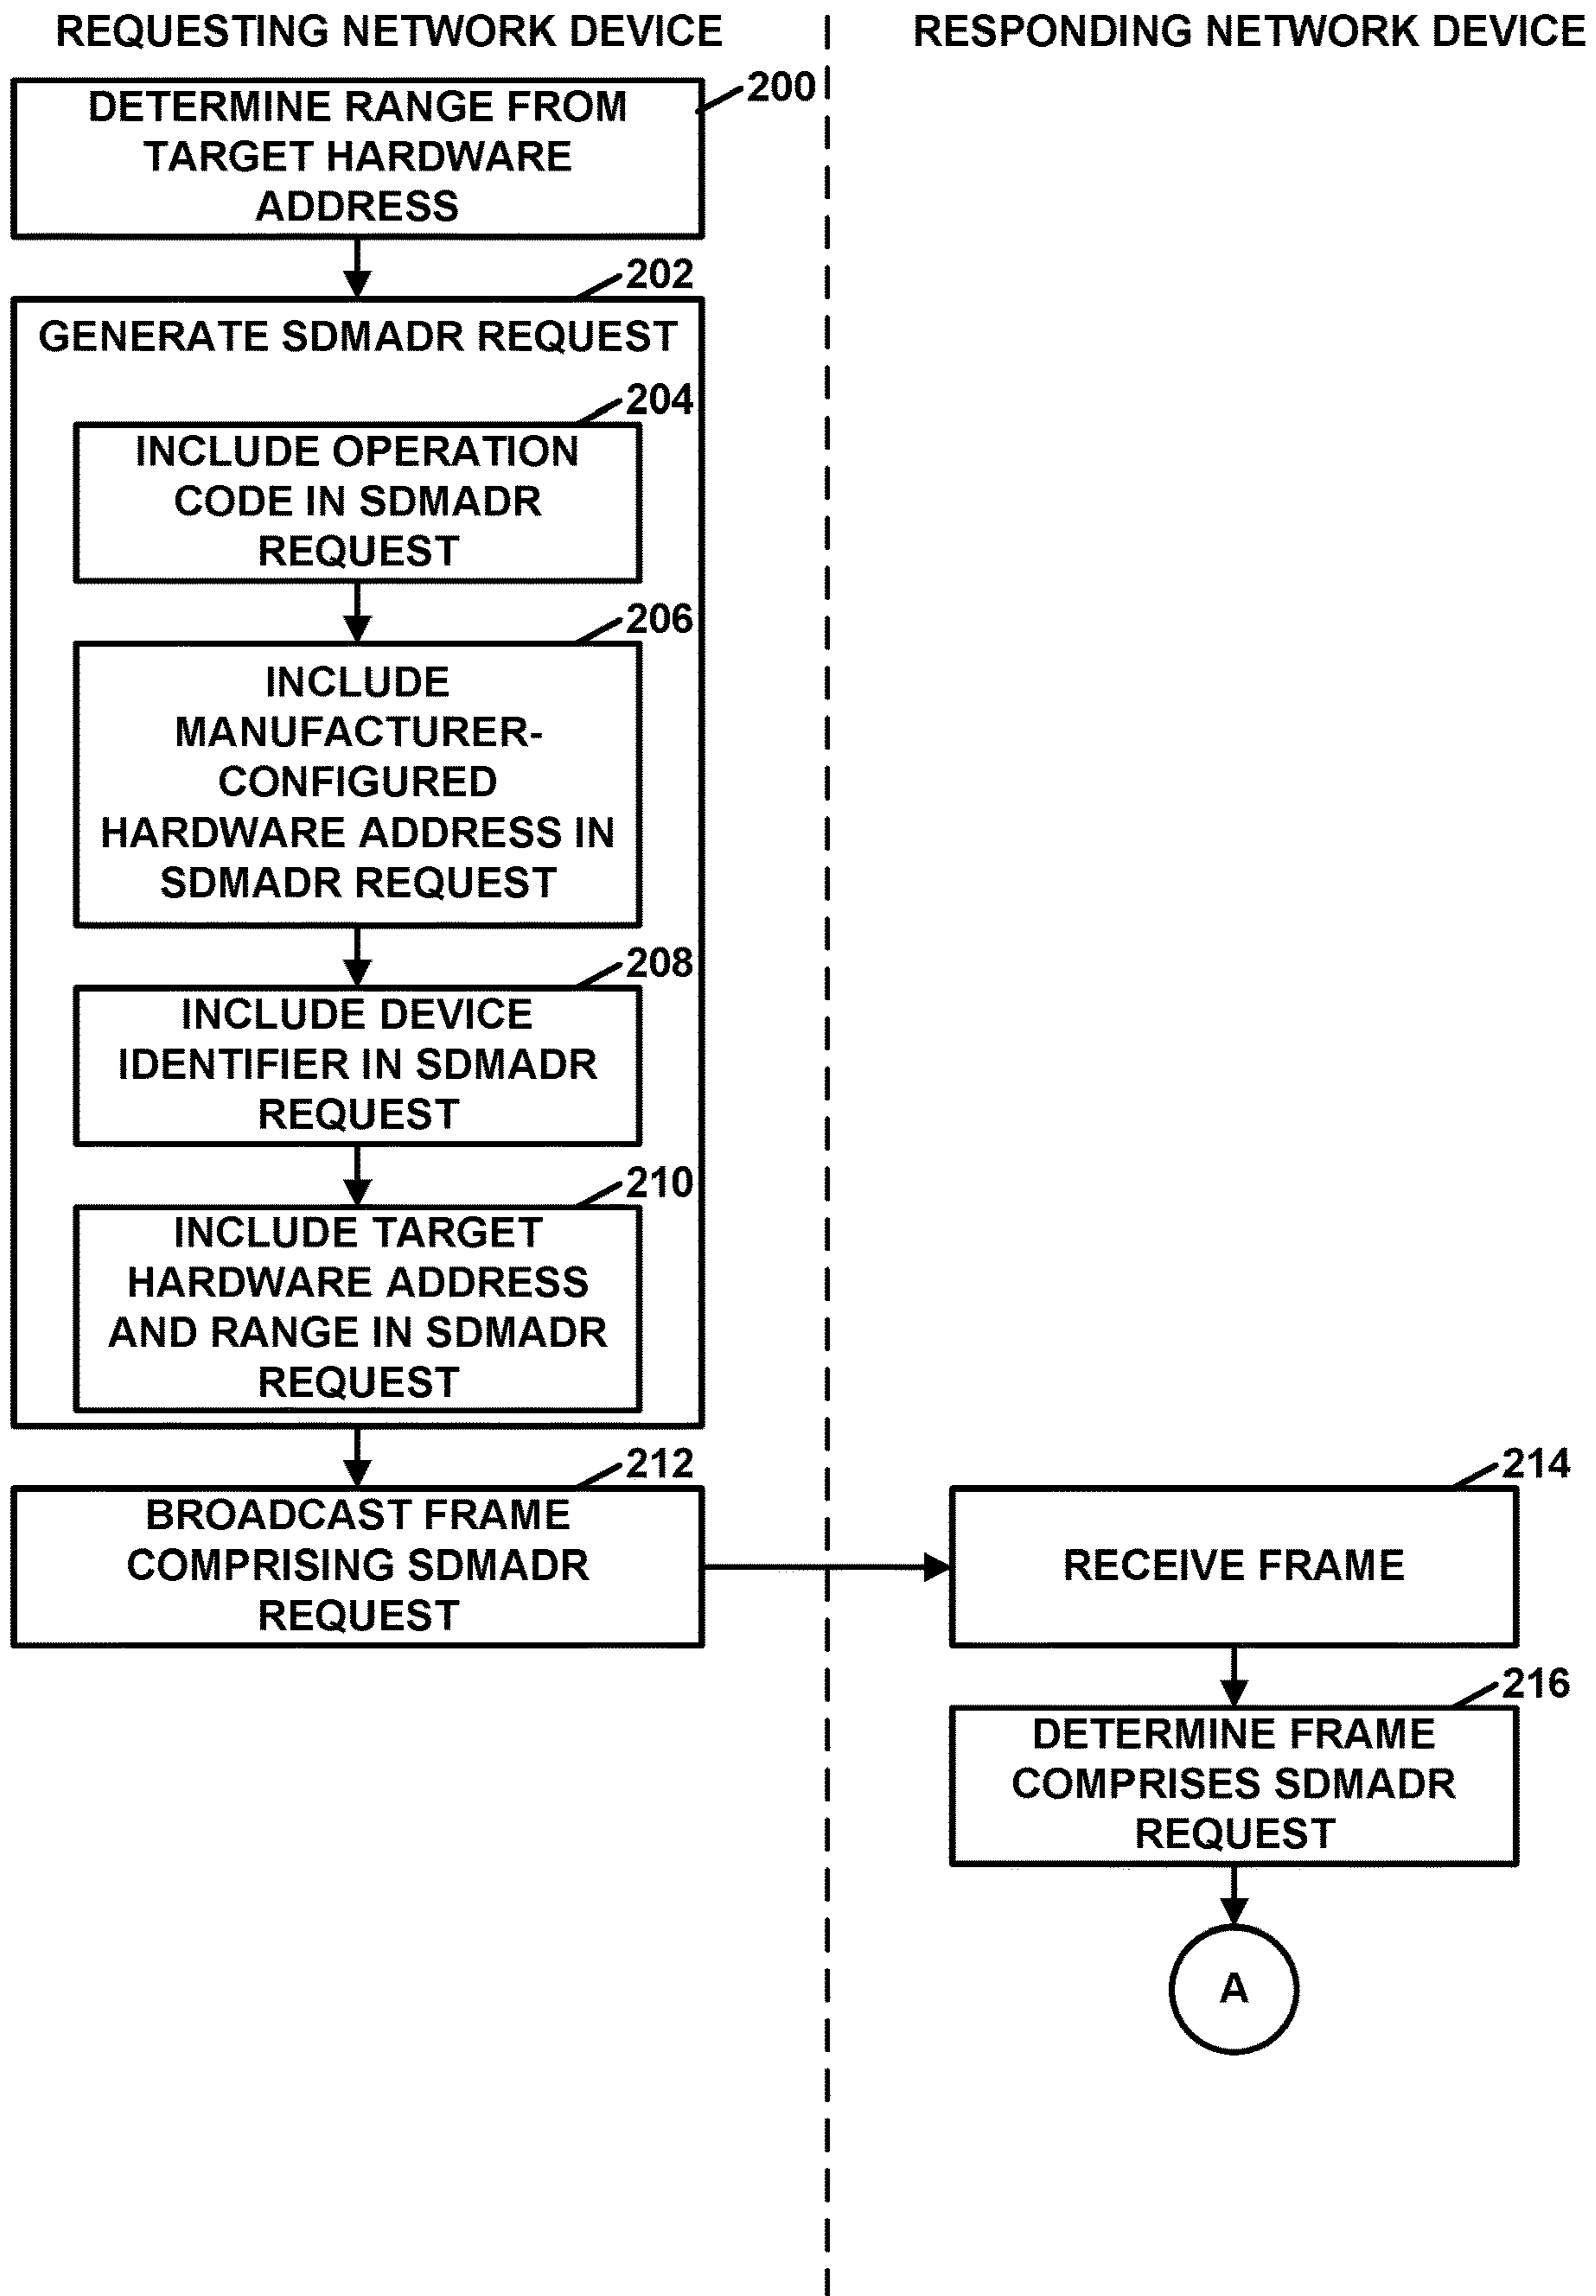 REQUESTING NETWORK DEVICE
RESPONDING NETWORK DEVICE
200
DETERMINE RANGE FROM
TARGET HARDWARE
ADDRESS
202
GENERATE SDMADR REQUEST
204
INCLUDE OPERATION
CODE IN SDMADR
REQUEST
206
INCLUDE
MANUFACTURER-
CONFIGURED
HARDWARE ADDRESS IN
SDMADR REQUEST
208
INCLUDE DEVICE
IDENTIFIER IN SDMADR
REQUEST
210
INCLUDE TARGET
HARDWARE ADDRESS
AND RANGE IN SDMADR
REQUEST
212
BROADCAST FRAME
COMPRISING SDMADR
REQUEST
214
RECEIVE FRAME
216
DETERMINE FRAME
COMPRISES SDMADR
REQUEST
A